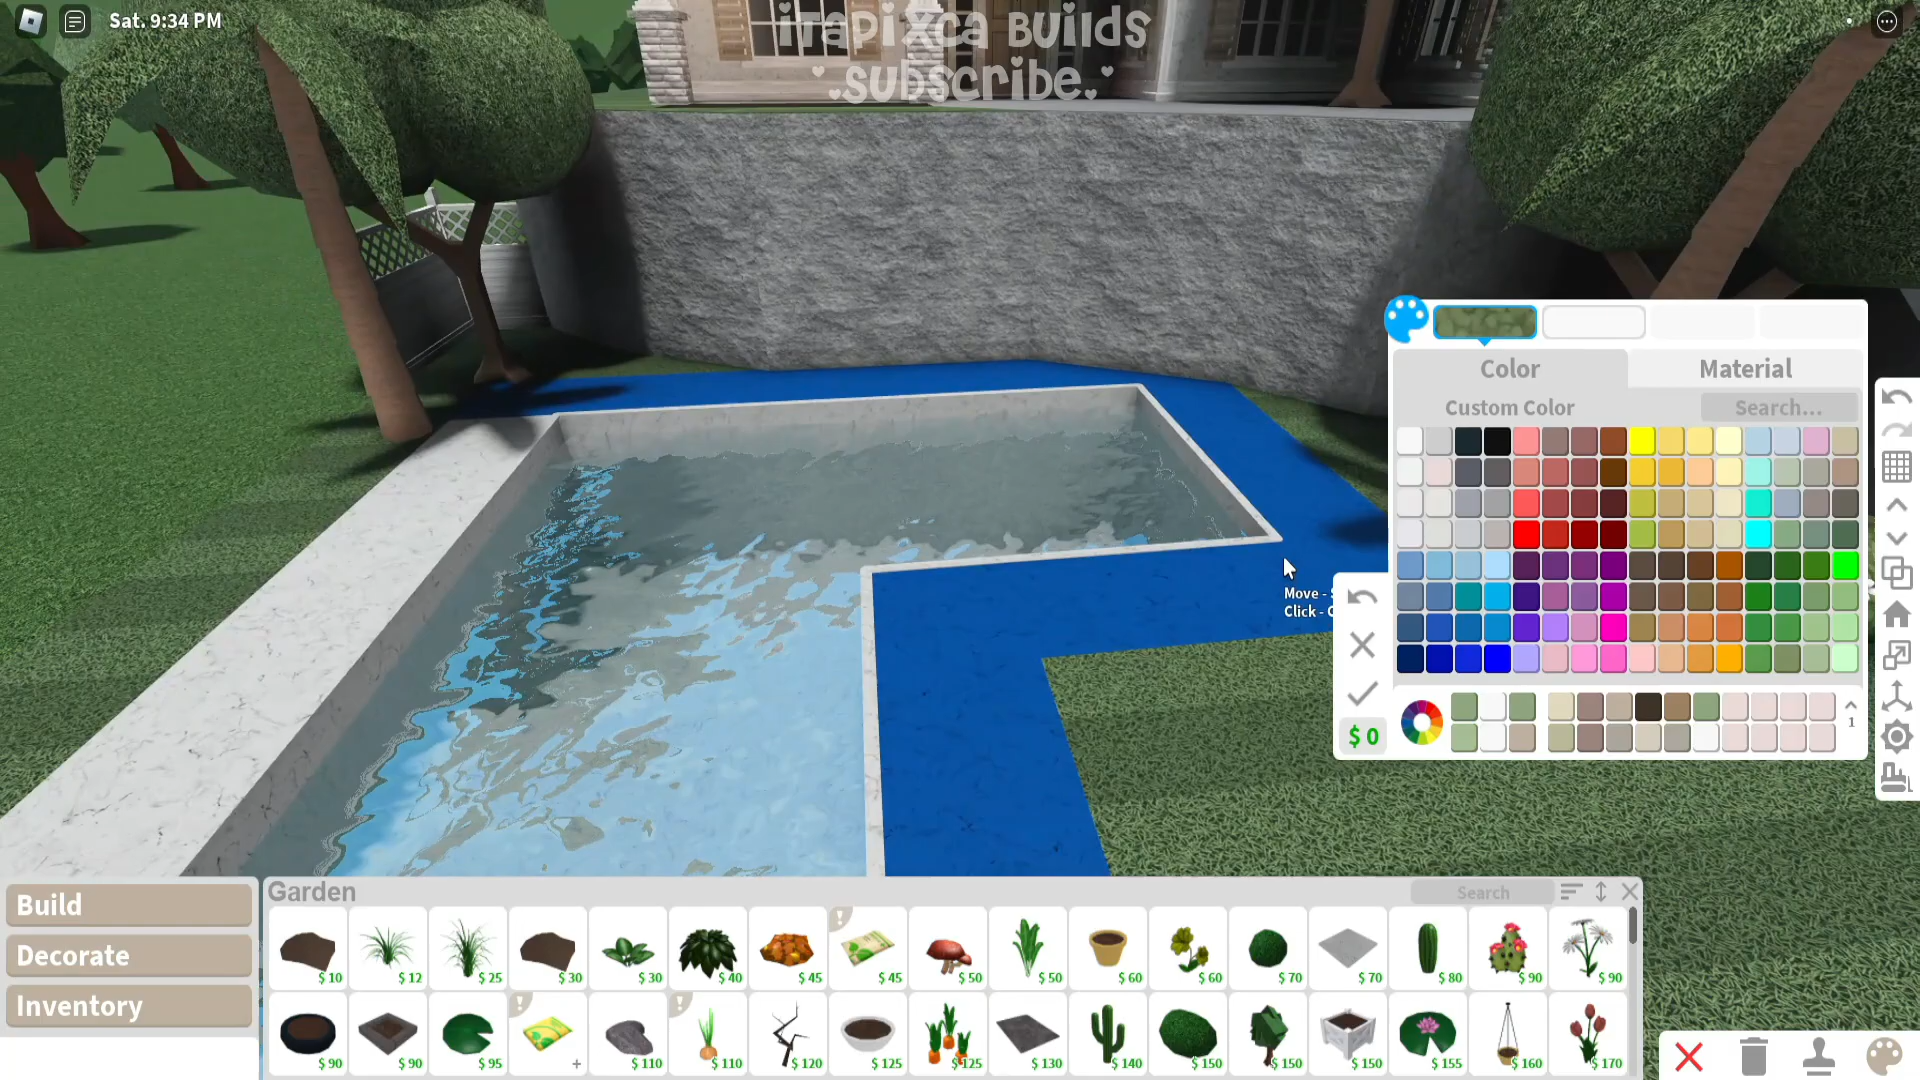 Sat. 9:34 PM
iTapixca Builds
subscribe.
Color
Material
Custom Color
Search...
Move -
Click -
$ 0
1
Build
Decorate
Inventory
Garden
Search
$ 10
$ 12
$ 25
$ 30
$ 30
$ 40
$ 45
$ 45
$ 50
$ 50
$ 60
$ 60
$ 70
$ 70
$ 80
$ 90
$ 90
$ 90
$ 90
$ 95
+
$ 110
$ 110
$ 120
$ 125
$ 125
$ 130
$ 140
$ 150
$ 150
$ 150
$ 155
$ 160
$ 170